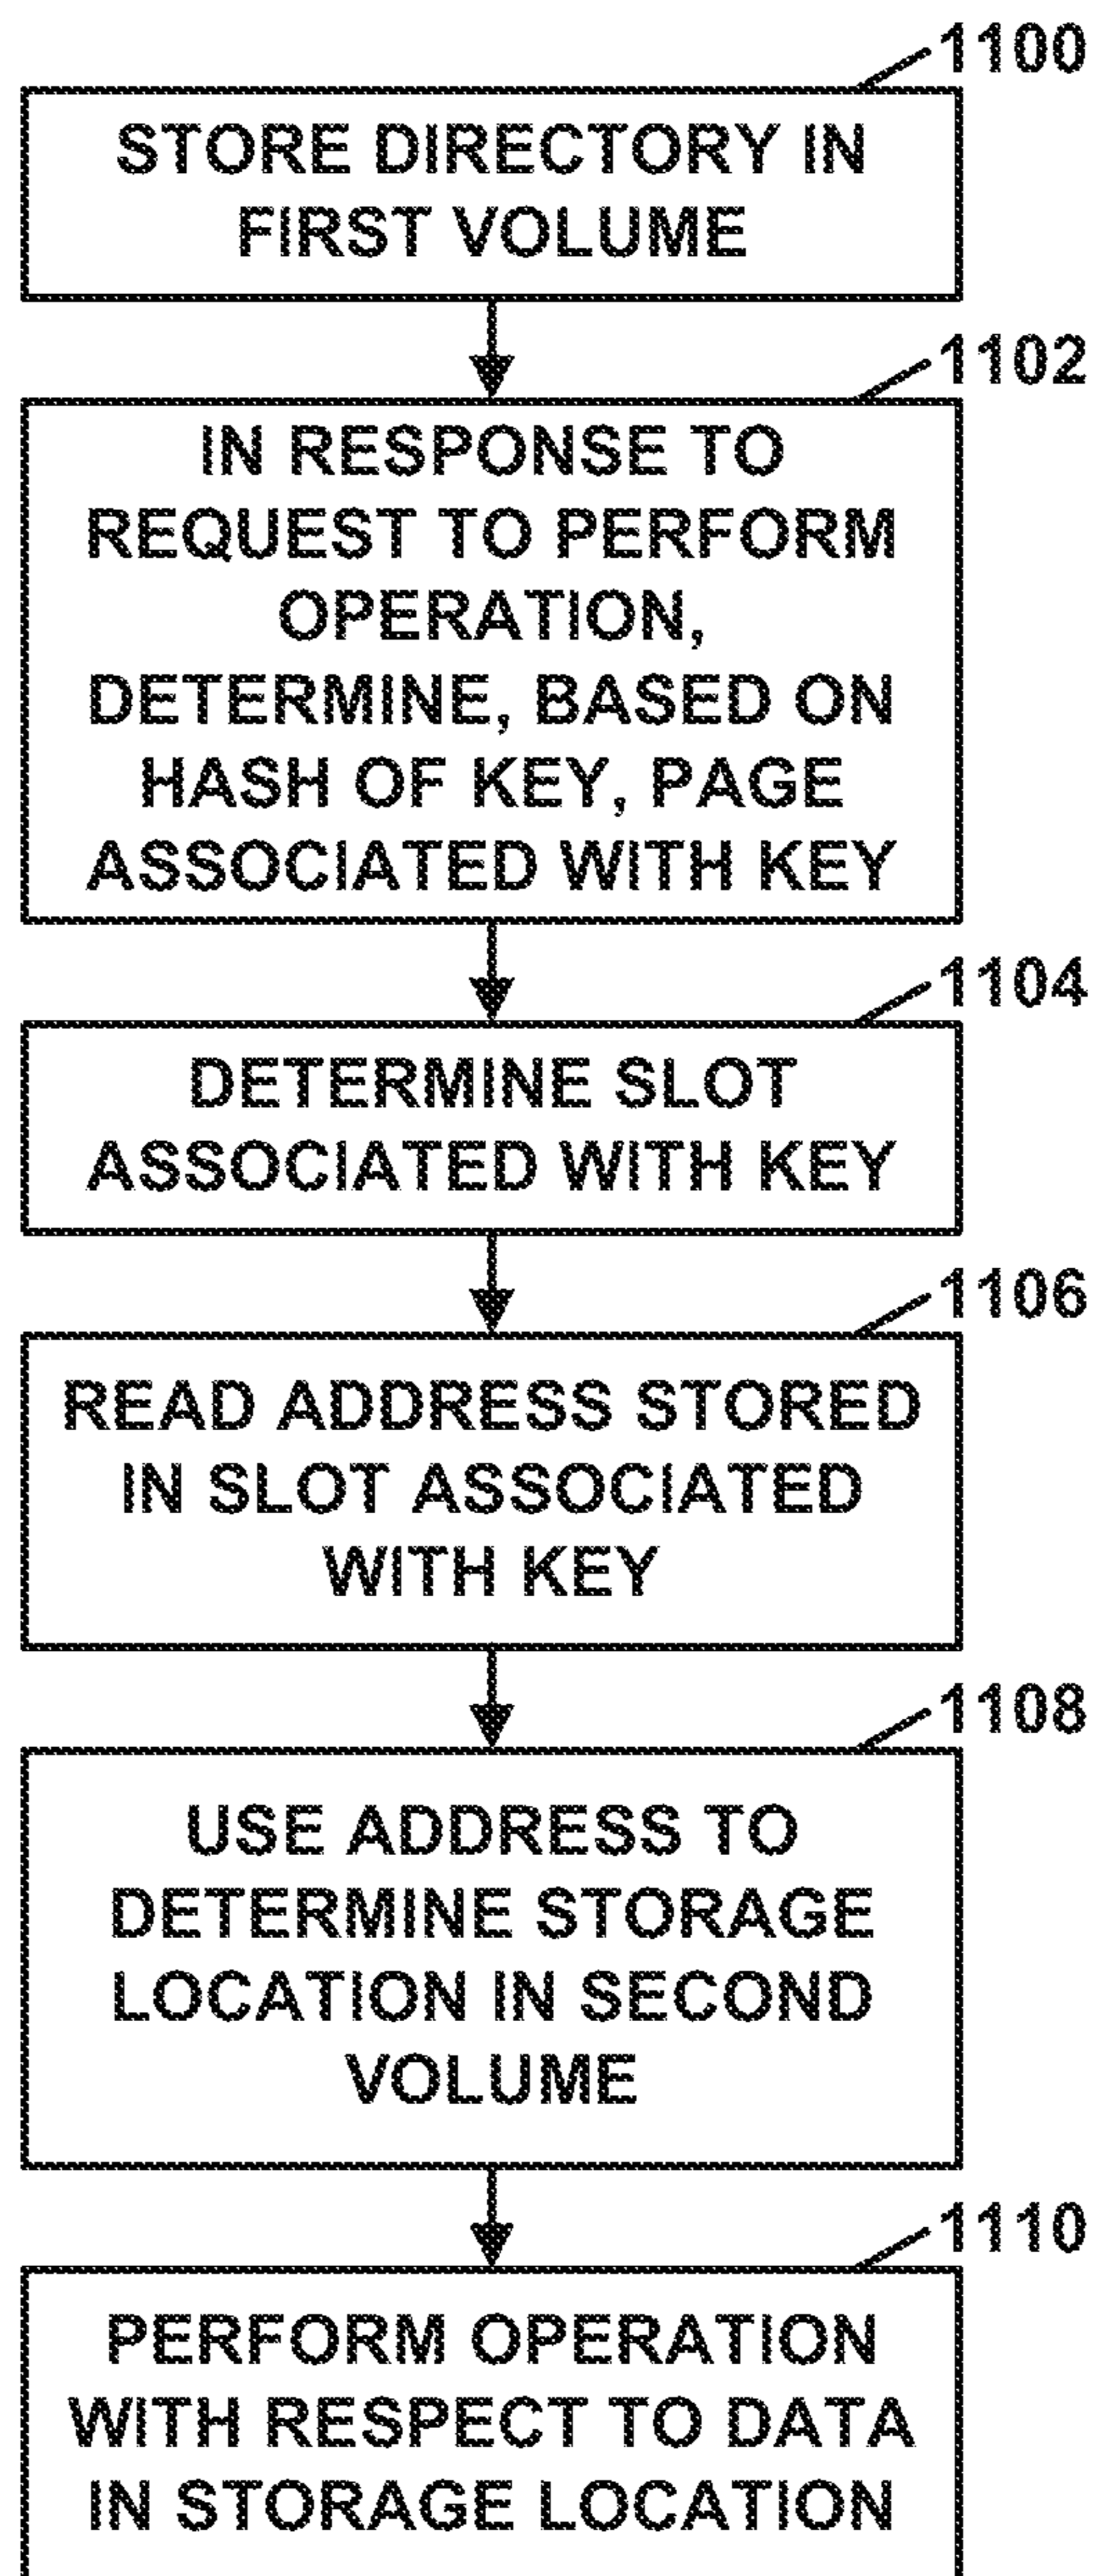 1100
STORE DIRECTORY IN
FIRST VOLUME
1102
IN RESPONSE TO
REQUEST TO PERFORM
OPERATION,
DETERMINE, BASED ON
HASH OF KEY, PAGE
ASSOCIATED WITH KEY
1104
DETERMINE SLOT
ASSOCIATED WITH KEY
1106
READ ADDRESS STORED
IN SLOT ASSOCIATED
WITH KEY
1108
USE ADDRESS TO
DETERMINE STORAGE
LOCATION IN SECOND
VOLUME
1110
PERFORM OPERATION
WITH RESPECT TO DATA
IN STORAGE LOCATION